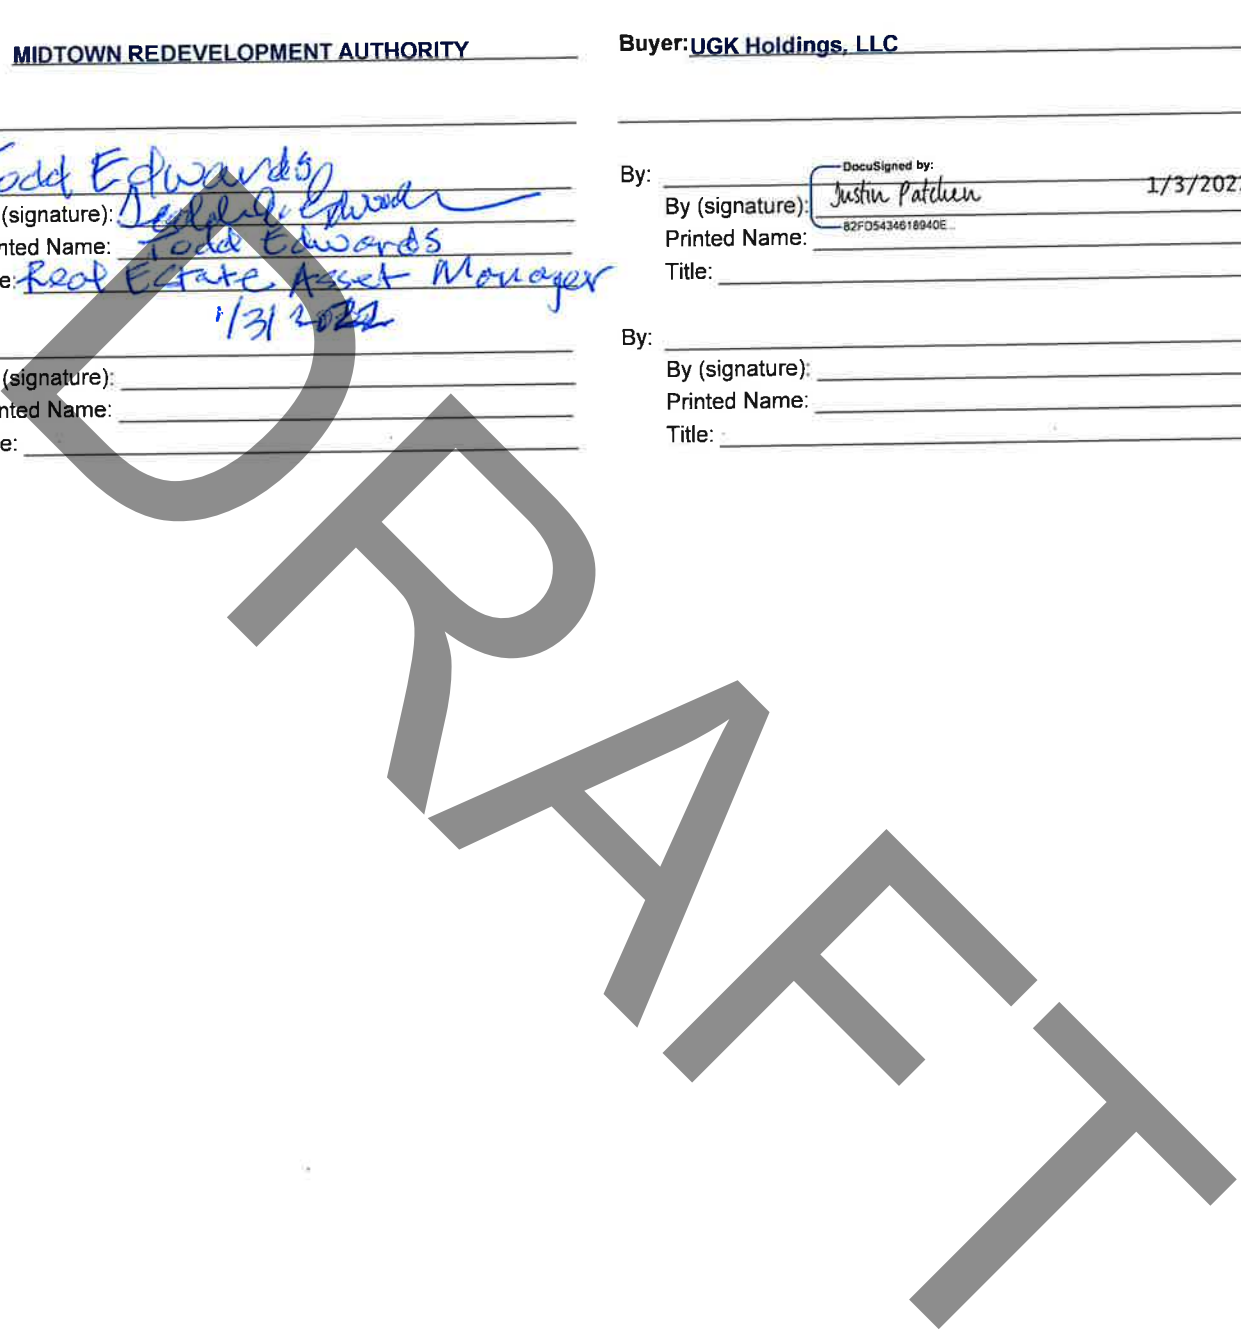 MIDTOWN REDEVELOPMENT AUTHORITY
odd Edwards
(signature):
nted Name: Todd Edwards
e: Real Estate Asset Manager
1/3/2022
(signature):
nted Name:
e:
Buyer: UGK Holdings, LLC
By:
DocuSigned by:
By (signature): Justin Patchen 1/3/202
82FD5434618940E...
Printed Name:
Title:
By:
By (signature):
Printed Name:
Title:
DRAFT